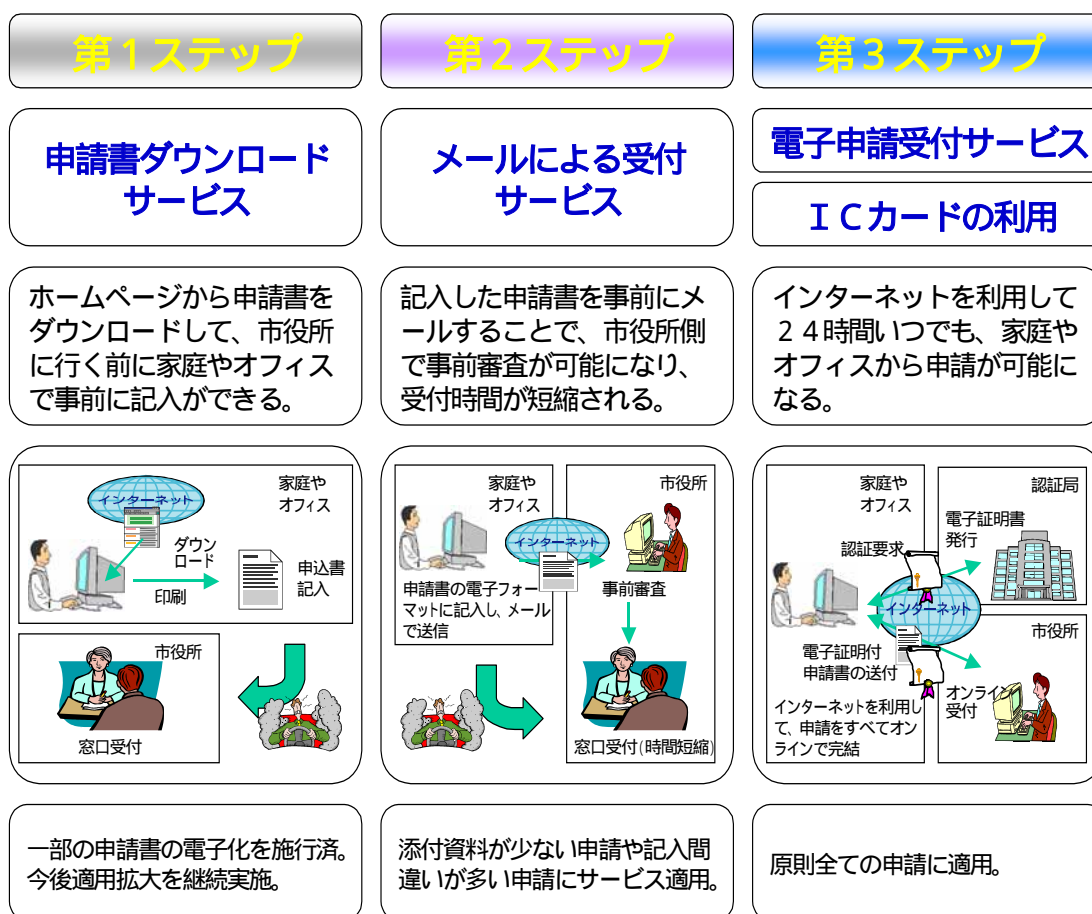 第１ステップ
申請書ダウンロード
サービス
ホームページから申請書を
ダウンロードして、市役所
に行く前に家庭やオフィス
で事前に記入ができる。
家庭や
オフィス
インターネット
ダウン
ロード
印刷
申込書
記入
市役所
窓口受付
一部の申請書の電子化を施行済。
今後適用拡大を継続実施。
第２ステップ
メールによる受付
サービス
記入した申請書を事前にメ
ールすることで、市役所側
で事前審査が可能になり、
受付時間が短縮される。
家庭や
オフィス
市役所
インターネット
申請書の電子フォー
マットに記入し、メール
で送信
事前審査
窓口受付（時間短縮）
添付資料が少ない申請や記入間
違いが多い申請にサービス適用。
第３ステップ
電子申請受付サービス
ＩＣカードの利用
インターネットを利用して
２４時間いつでも、家庭や
オフィスから申請が可能に
なる。
家庭や
オフィス
認証局
電子証明書
発行
認証要求
インターネット
市役所
電子証明付
申請書の送付
オンライン
受付
インターネットを利用し
て、申請をすべてオン
ラインで完結
原則全ての申請に適用。